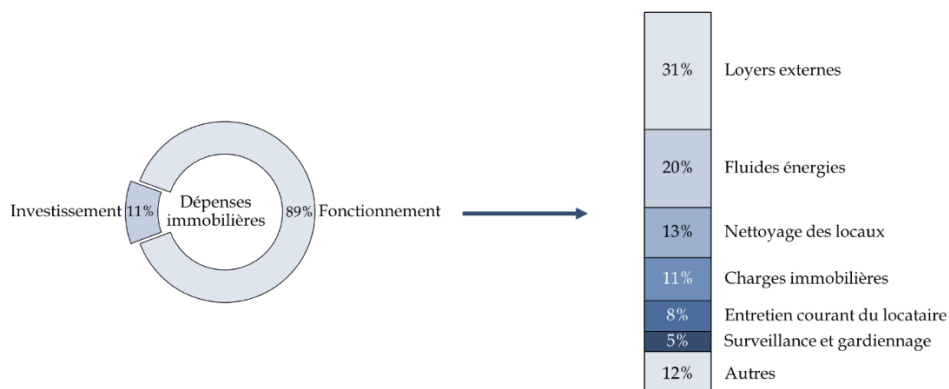 Investissement 11% Dépenses immobilières 89% Fonctionnement
31% Loyers externes
20% Fluides énergies
13% Nettoyage des locaux
11% Charges immobilières
8% Entretien courant du locataire
5% Surveillance et gardiennage
12% Autres